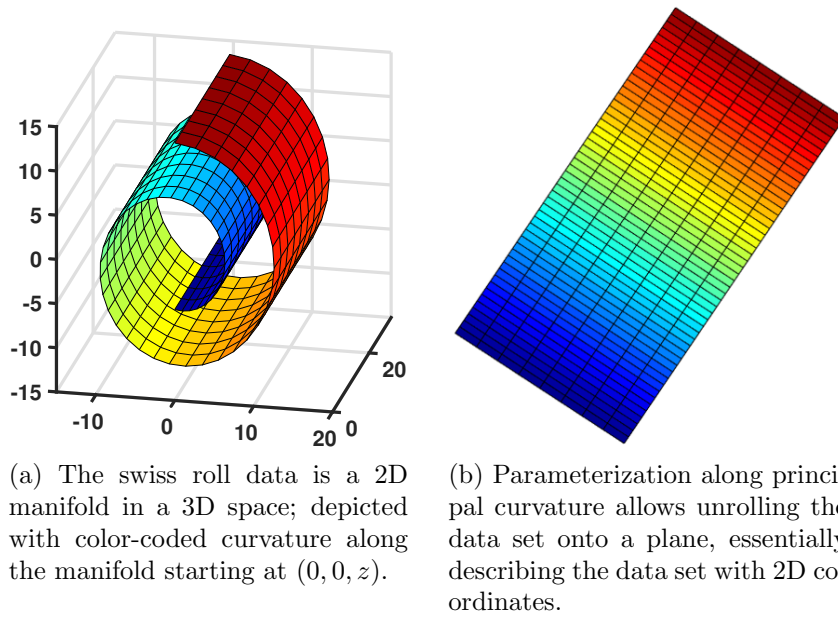 15
10
5
0
-5
-10
-15
-10
0
10
20
0
20
(a) The swiss roll data is a 2D
manifold in a 3D space; depicted
with color-coded curvature along
the manifold starting at (0, 0, z).
(b) Parameterization along princi
pal curvature allows unrolling the
data set onto a plane, essentially
describing the data set with 2D co
ordinates.